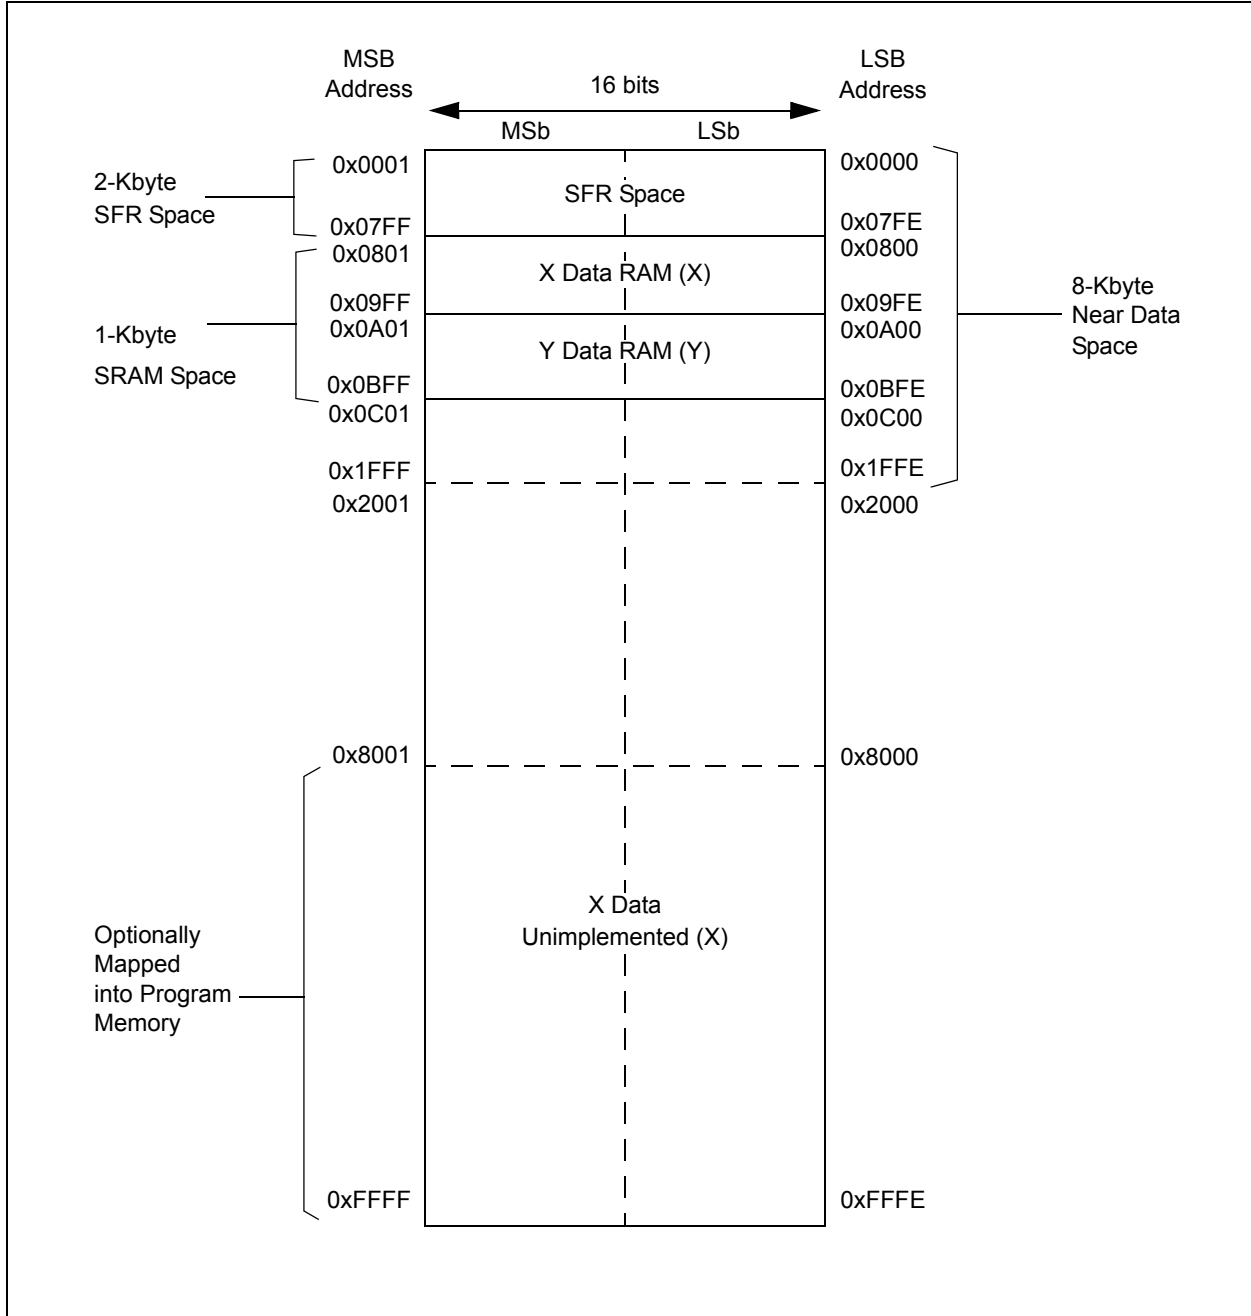 MSB
Address
LSB
Address
16 bits
MSb
LSb
0x0001
0x0000
2-Kbyte
SFR Space
SFR Space
0x07FF
0x07FE
0x0801
0x0800
X Data RAM (X)
0x09FF
0x09FE
0x0A01
0x0A00
1-Kbyte
SRAM Space
Y Data RAM (Y)
8-Kbyte
Near Data
Space
0x0BFF
0x0BFE
0x0C01
0x0C00
0x1FFF
0x1FFE
0x2001
0x2000
0x8001
0x8000
X Data
Unimplemented (X)
Optionally
Mapped
into Program
Memory
0xFFFF
0xFFFE